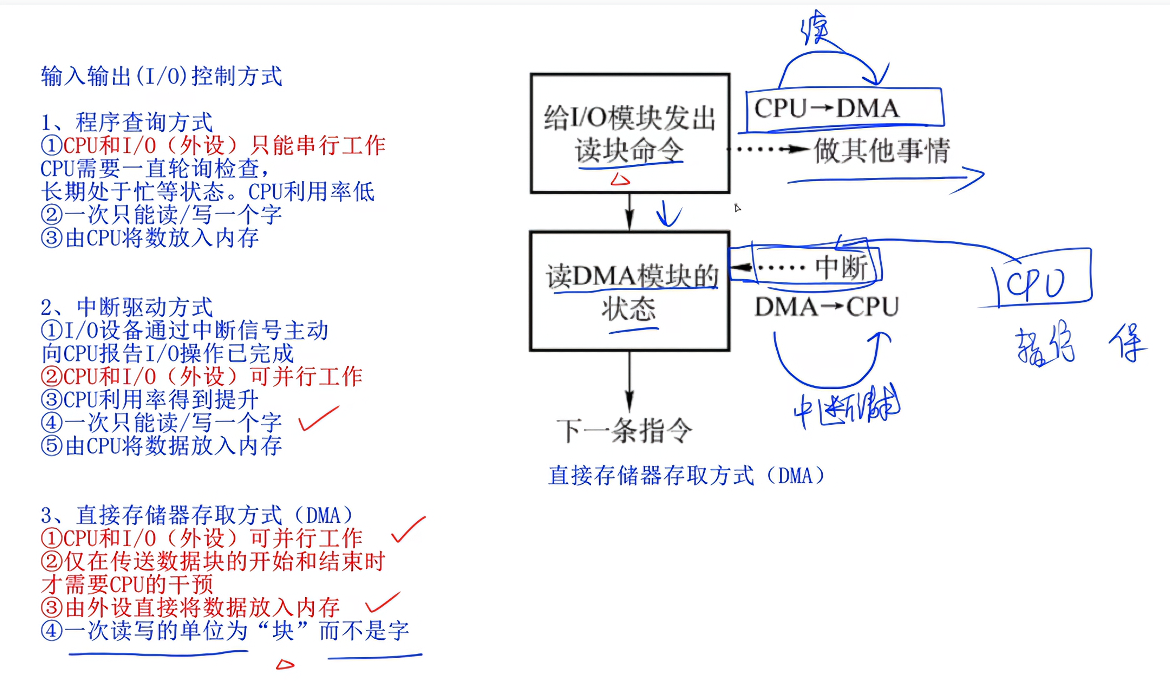 输入输出(I/O)控制方式
1、程序查询方式
①CPU和I/O（外设）只能串行工作
CPU需要一直轮询检查，
长期处于忙等状态。CPU利用率低
②一次只能读/写一个字
③由CPU将数放入内存
2、中断驱动方式
①I/O设备通过中断信号主动
向CPU报告I/O操作已完成
②CPU和I/O（外设）可并行工作
③CPU利用率得到提升
④一次只能读/写一个字
⑤由CPU将数据放入内存
3、直接存储器存取方式（DMA）
①CPU和I/O（外设）可并行工作
②仅在传送数据块的开始和结束时
才需要CPU的干预
③由外设直接将数据放入内存
④一次读写的单位为“块”而不是字
读
给I/O模块发出
读块命令
CPU→DMA
做其他事情
读DMA模块的
状态
中断
DMA→CPU
CPU
暂停 保
中断请求
下一条指令
直接存储器存取方式（DMA）